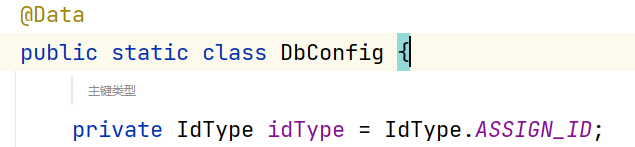 @Data
public static class DbConfig {
主键类型
private IdType idType = IdType.ASSIGN_ID;